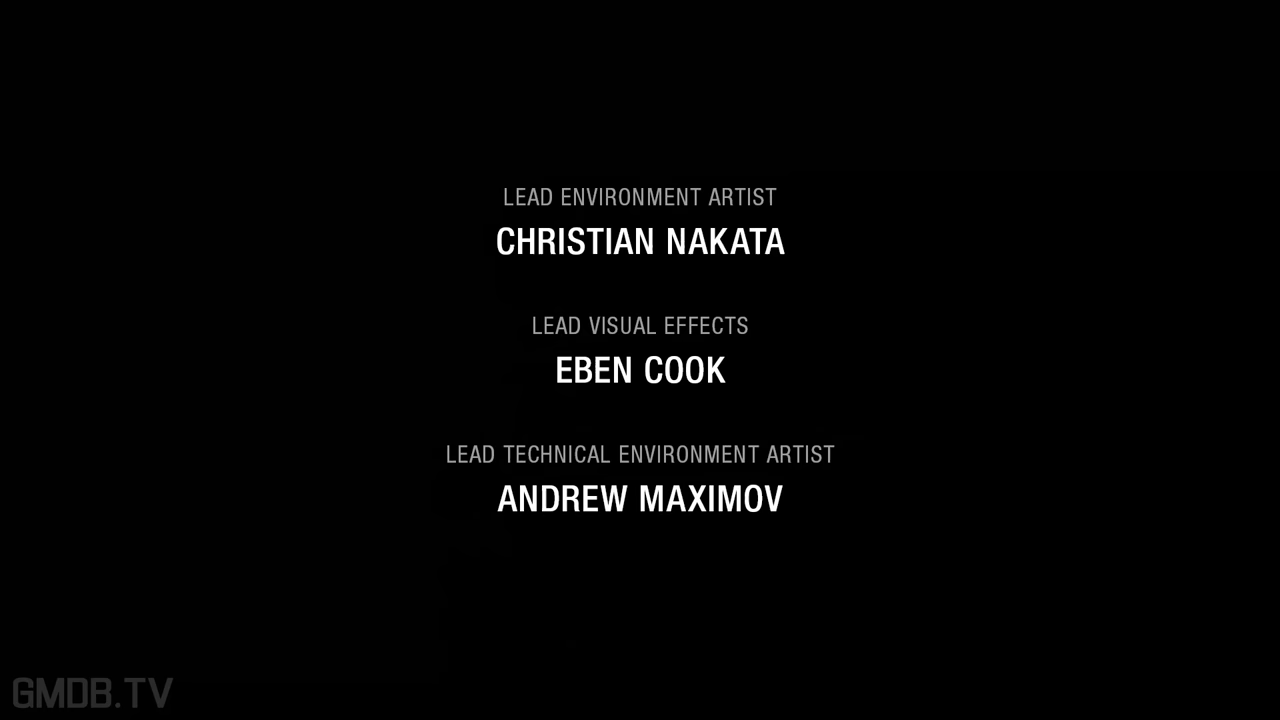 LEAD ENVIRONMENT ARTIST
CHRISTIAN NAKATA
LEAD VISUAL EFFECTS
EBEN COOK
LEAD TECHNICAL ENVIRONMENT ARTIST
ANDREW MAXIMOV
GMDB.TV